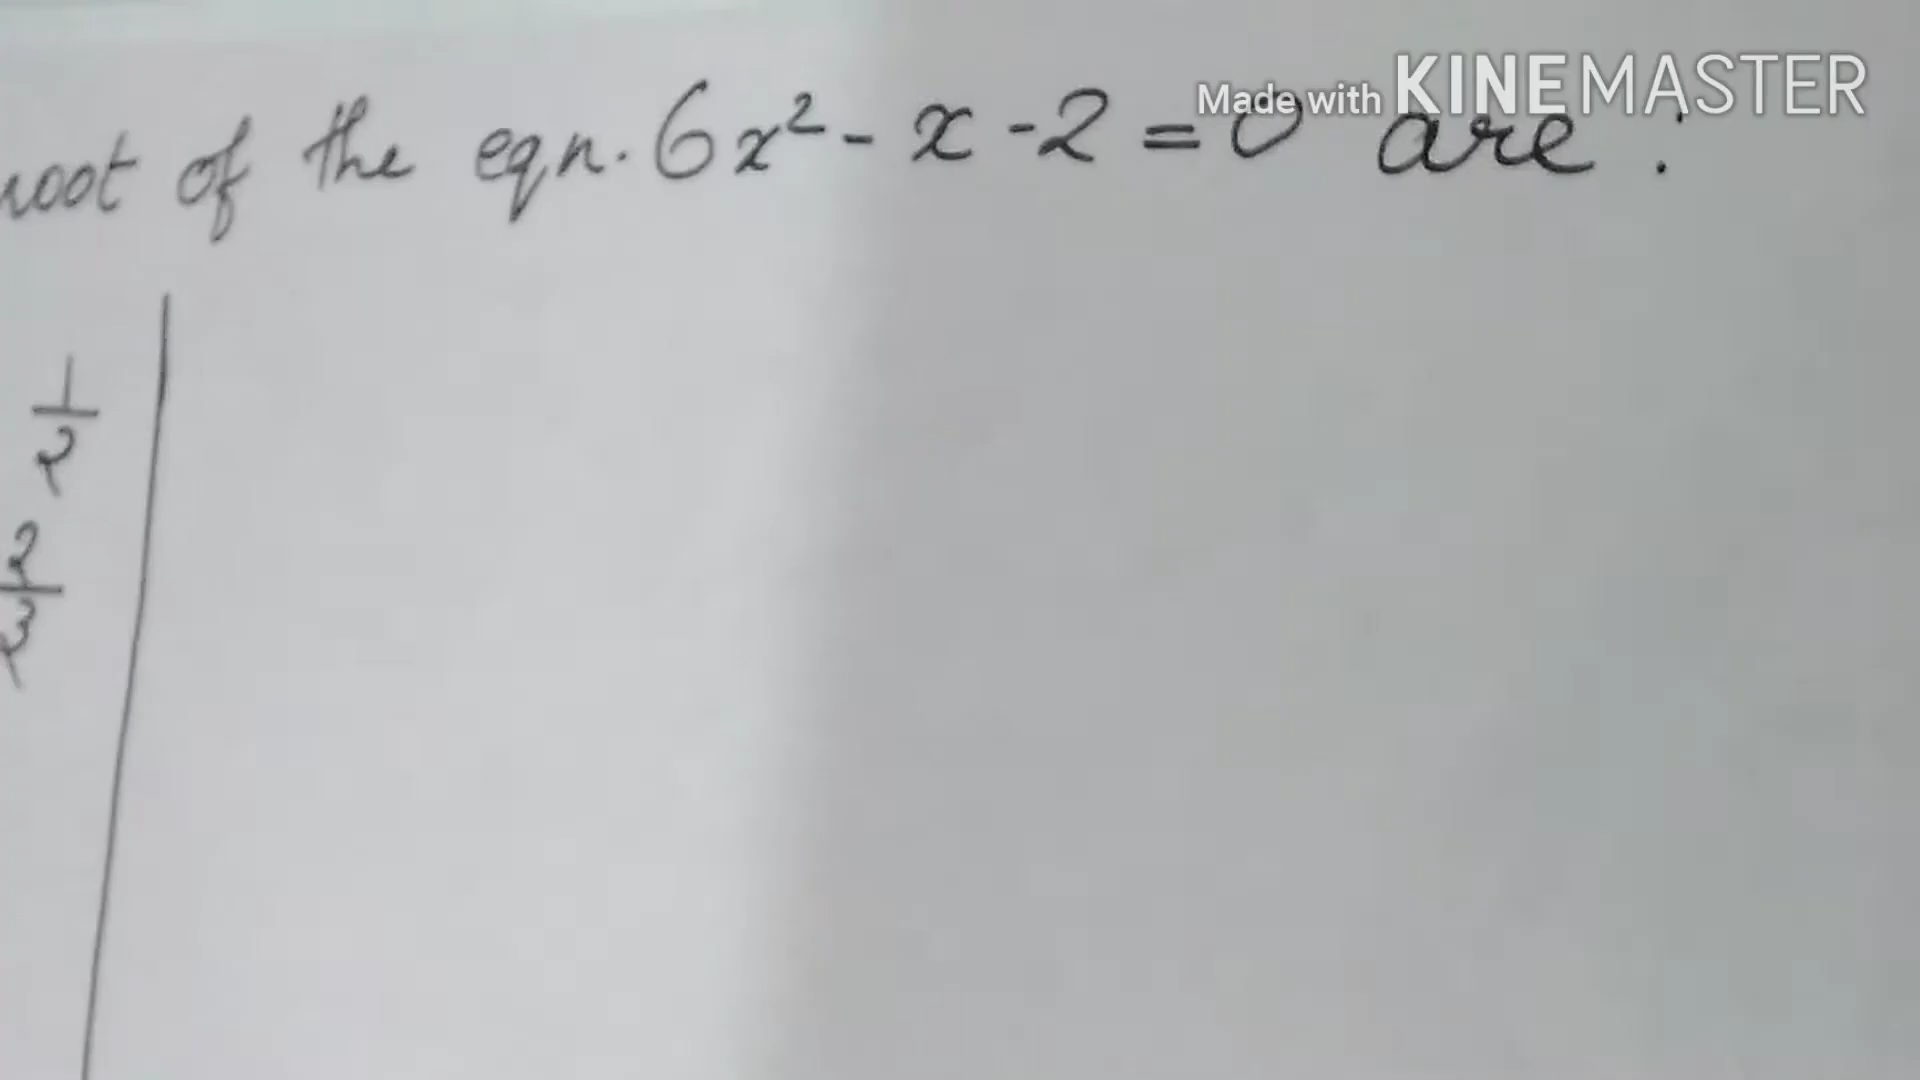 Made with KINEMASTER
root of the eqn. 6x² - x - 2 = 0 are :
1/2
2/3